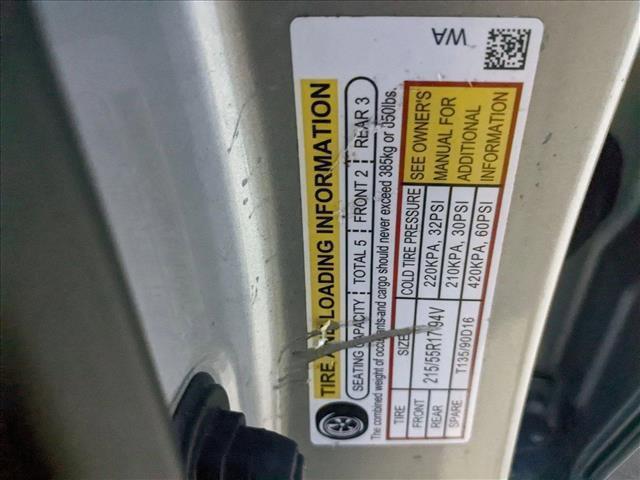 TIRE AND LOADING INFORMATION
SEATING CAPACITY TOTAL 5 FRONT 2 REAR 3
The combined weight of occupants and cargo should never exceed 385kg or 850lbs.
TIRE SIZE COLD TIRE PRESSURE SEE OWNER'S
FRONT 215/55R17 94V 220KPA, 32PSI MANUAL FOR
REAR 210KPA, 30PSI ADDITIONAL
SPARE T135/90D16 420KPA, 60PSI INFORMATION
WA